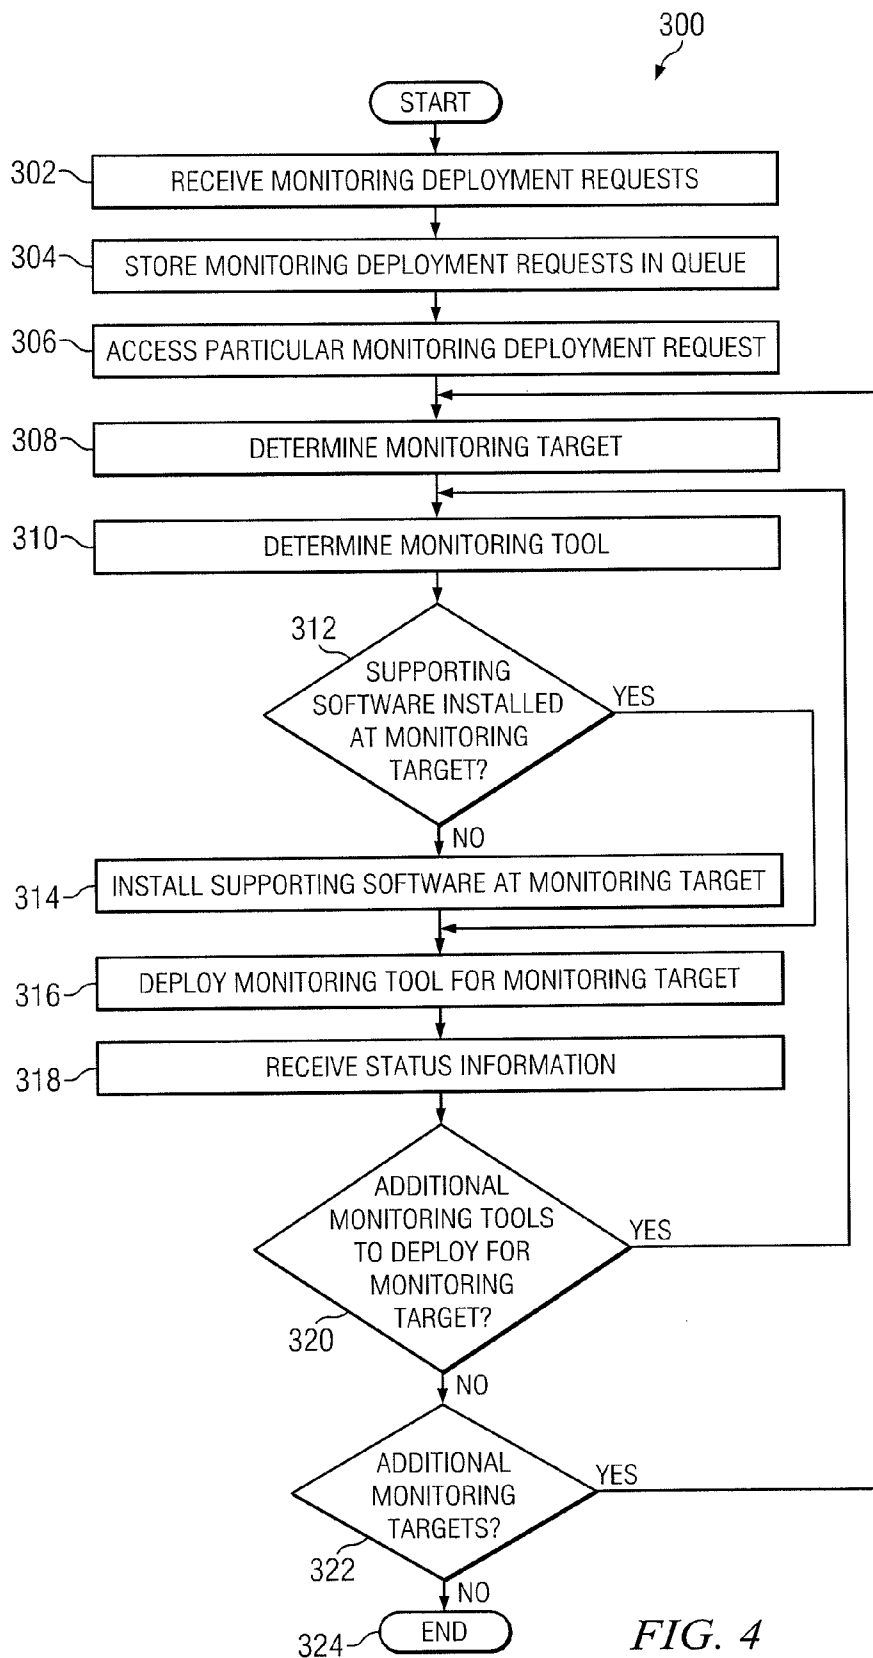 300
START
302
RECEIVE MONITORING DEPLOYMENT REQUESTS
304
STORE MONITORING DEPLOYMENT REQUESTS IN QUEUE
306
ACCESS PARTICULAR MONITORING DEPLOYMENT REQUEST
308
DETERMINE MONITORING TARGET
310
DETERMINE MONITORING TOOL
312
SUPPORTING
SOFTWARE INSTALLED
AT MONITORING
TARGET?
YES
NO
314
INSTALL SUPPORTING SOFTWARE AT MONITORING TARGET
316
DEPLOY MONITORING TOOL FOR MONITORING TARGET
318
RECEIVE STATUS INFORMATION
ADDITIONAL
MONITORING TOOLS
TO DEPLOY FOR
MONITORING
TARGET?
YES
320
NO
ADDITIONAL
MONITORING
TARGETS?
YES
322
NO
324
END
FIG. 4